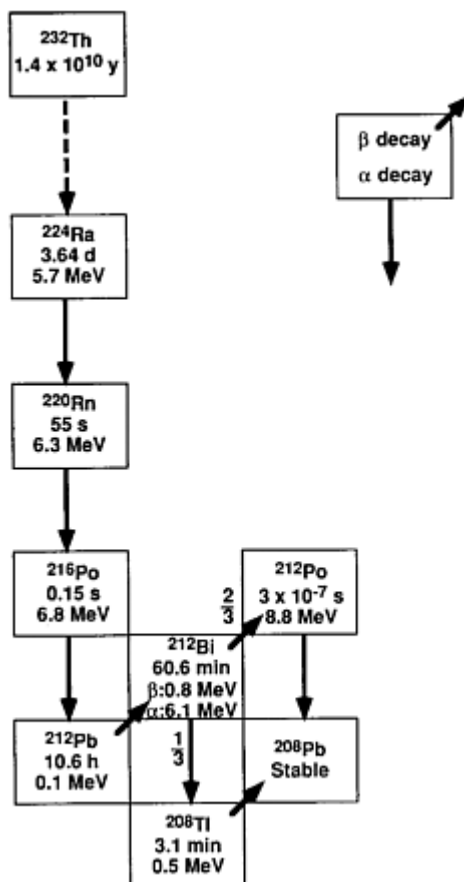 ²³²Th
1.4 x 10¹⁰ y
β decay
α decay
²²⁴Ra
3.64 d
5.7 MeV
²²⁰Rn
55 s
6.3 MeV
²¹⁶Po
0.15 s
6.8 MeV
²¹²Po
3 x 10⁻⁷ s
8.8 MeV
2/3
²¹²Bi
60.6 min
β:0.8 MeV
α:6.1 MeV
²¹²Pb
10.6 h
0.1 MeV
1/3
²⁰⁸Pb
Stable
²⁰⁸Tl
3.1 min
0.5 MeV